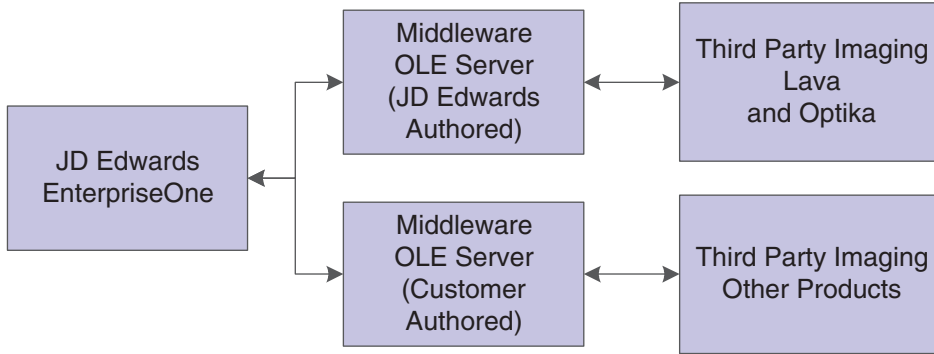 JD Edwards
EnterpriseOne
Middleware
OLE Server
(JD Edwards
Authored)
Third Party Imaging
Lava
and Optika
Middleware
OLE Server
(Customer
Authored)
Third Party Imaging
Other Products